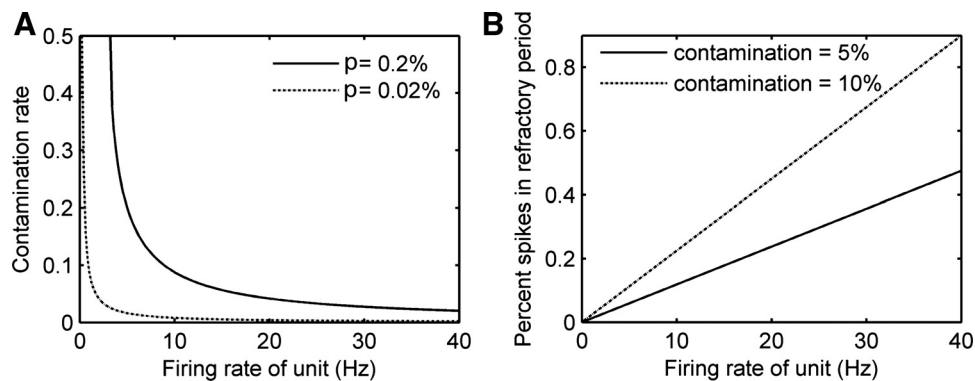 A
Contamination rate
0.5
0.4
0.3
0.2
0.1
0
p= 0.2%
p= 0.02%
0 10 20 30 40
Firing rate of unit (Hz)
B
Percent spikes in refractory period
0.8
0.6
0.4
0.2
0
contamination = 5%
contamination = 10%
0 10 20 30 40
Firing rate of unit (Hz)